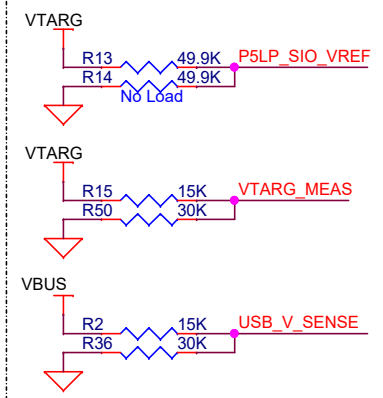 VTARG
R13 49.9K P5LP_SIO_VREF
R14 49.9K
No Load
VTARG
R15 15K VTARG_MEAS
R50 30K
VBUS
R2 15K USB_V_SENSE
R36 30K